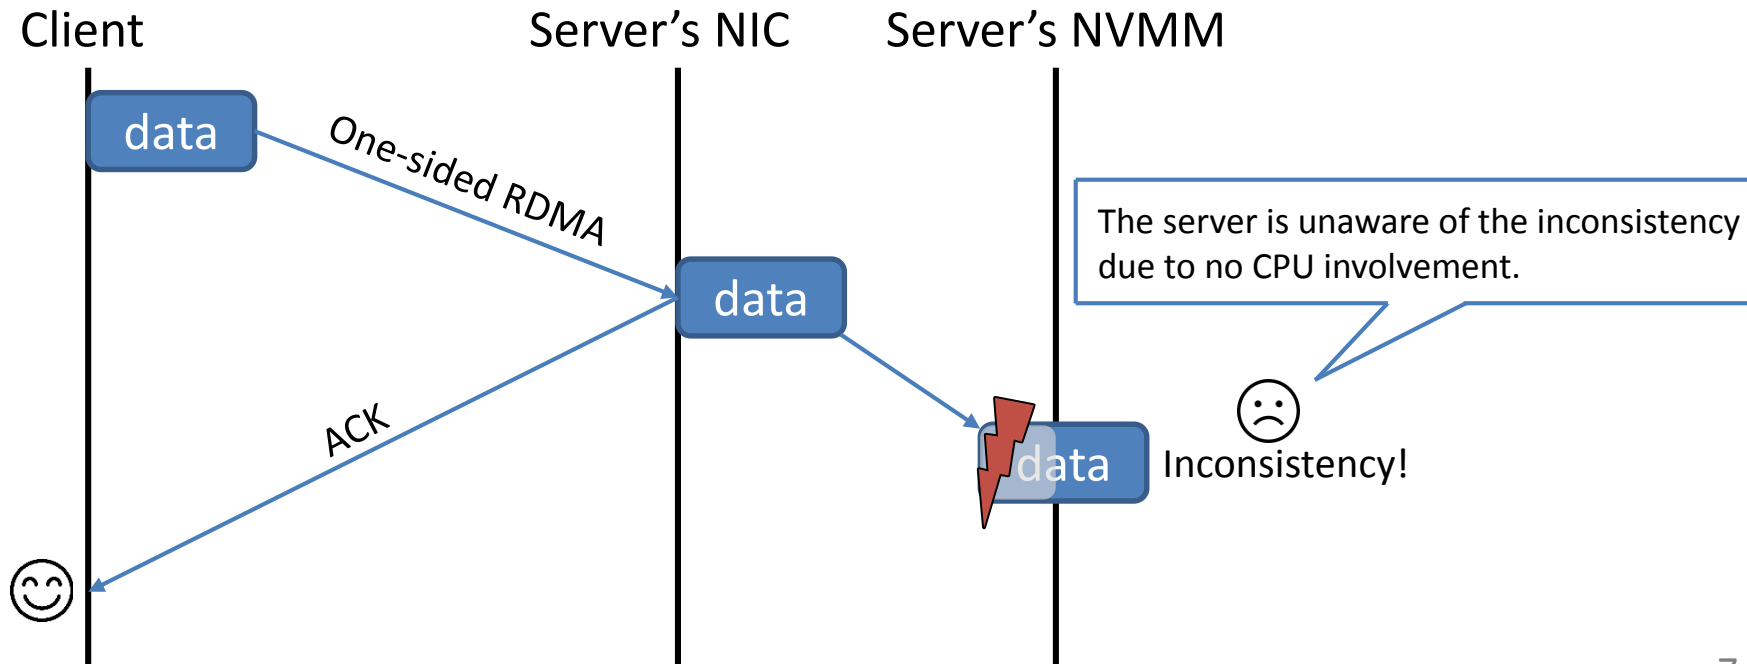 Client
Server’s NIC
Server’s NVMM
data
One-sided RDMA
data
The server is unaware of the inconsistency
due to no CPU involvement.
ACK
data
Inconsistency!